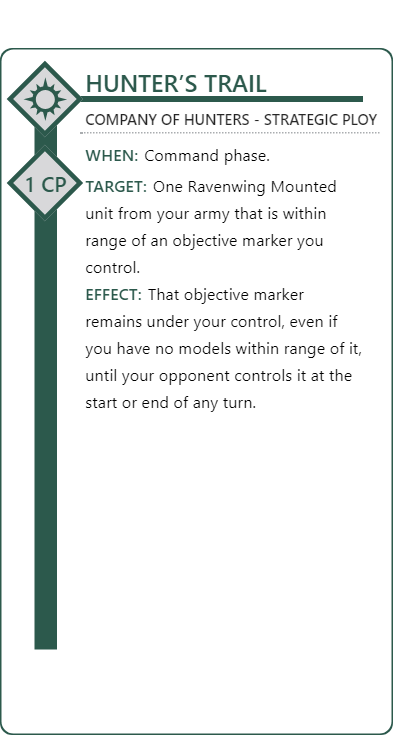 HUNTER’S TRAIL
COMPANY OF HUNTERS - STRATEGIC PLOY
WHEN: Command phase.
1 CP
TARGET: One Ravenwing Mounted
unit from your army that is within
range of an objective marker you
control.
EFFECT: That objective marker
remains under your control, even if
you have no models within range of it,
until your opponent controls it at the
start or end of any turn.